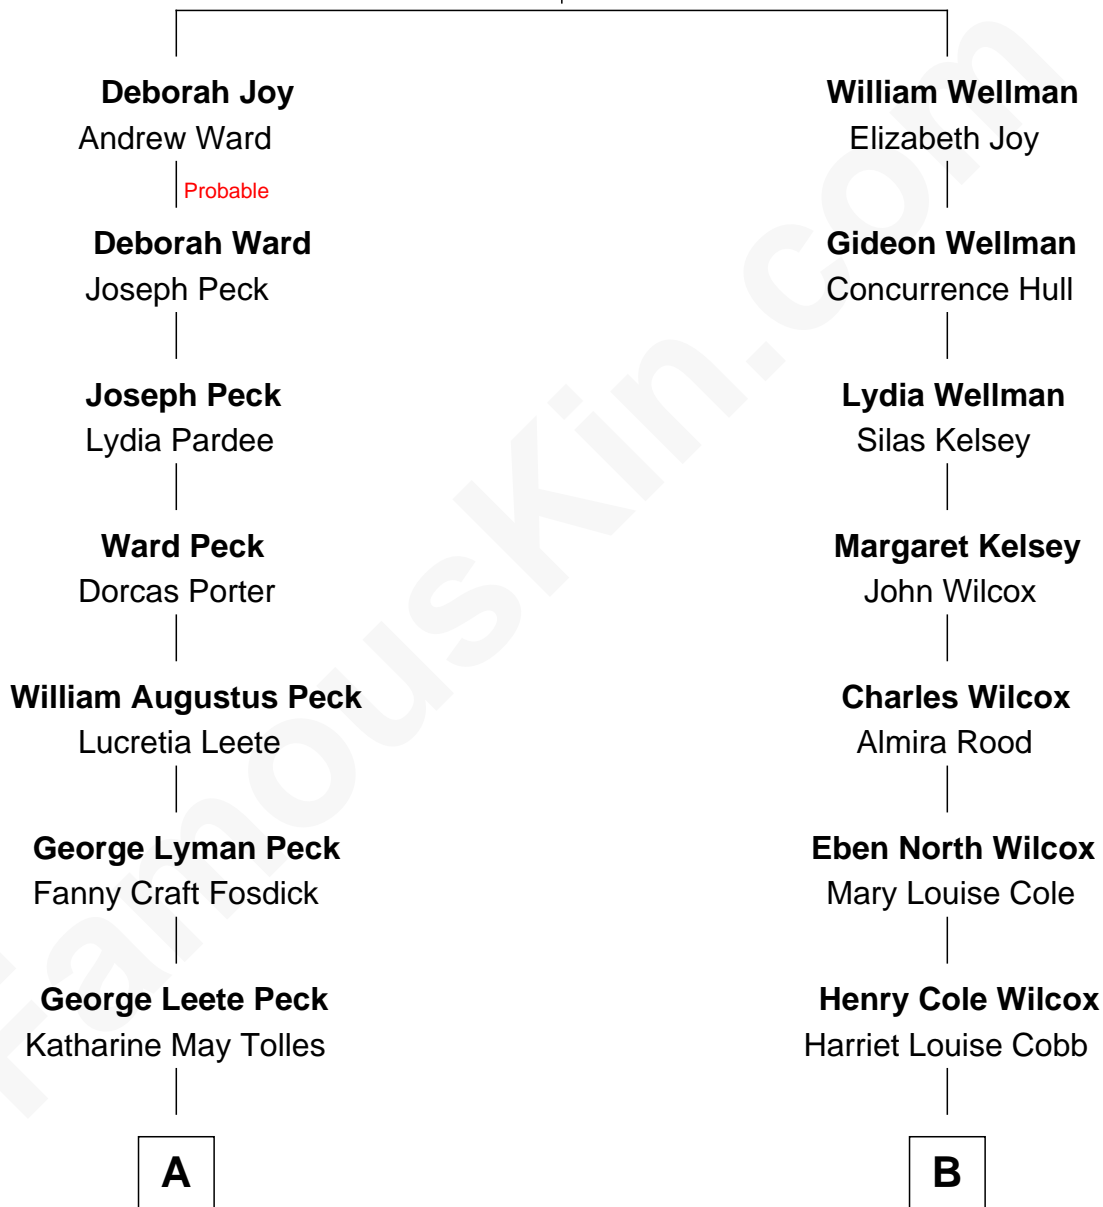 Deborah Joy
Andrew Ward
Probable
Deborah Ward
Joseph Peck
Joseph Peck
Lydia Pardee
Ward Peck
Dorcas Porter
William Augustus Peck
Lucretia Leete
George Lyman Peck
Fanny Craft Fosdick
George Leete Peck
Katharine May Tolles
A
William Wellman
Elizabeth Joy
Gideon Wellman
Concurrence Hull
Lydia Wellman
Silas Kelsey
Margaret Kelsey
John Wilcox
Charles Wilcox
Almira Rood
Eben North Wilcox
Mary Louise Cole
Henry Cole Wilcox
Harriet Louise Cobb
B
FamousKin.com